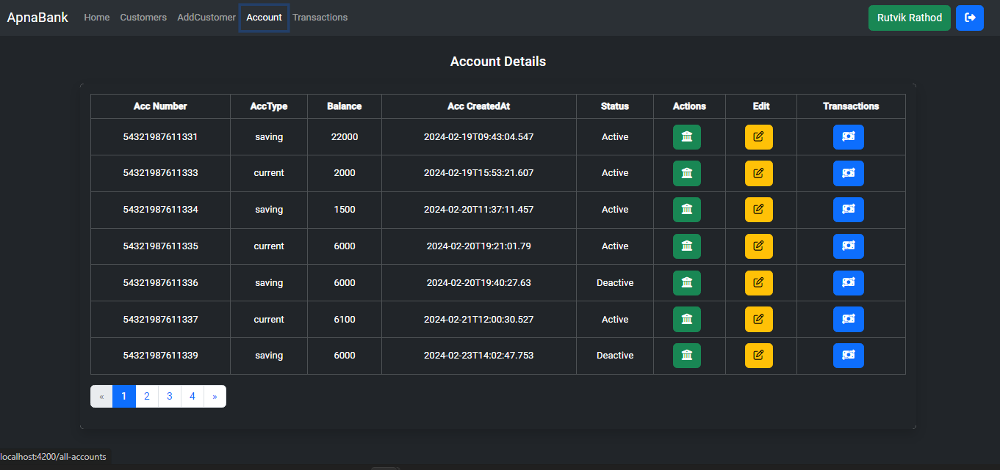 ApnaBank Home Customers AddCustomer Account Transactions Rutvik Rathod
Account Details
Acc Number AccType Balance Acc CreatedAt Status Actions Edit Transactions
54321987611331 saving 22000 2024-02-19T09:43:04.547 Active
54321987611333 current 2000 2024-02-19T15:53:21.607 Active
54321987611334 saving 1500 2024-02-20T11:37:11.457 Active
54321987611335 current 6000 2024-02-20T19:21:01.79 Active
54321987611336 saving 6000 2024-02-20T19:40:27.63 Deactive
54321987611337 current 6100 2024-02-21T12:00:30.527 Active
54321987611339 saving 6000 2024-02-23T14:02:47.753 Deactive
« 1 2 3 4 »
localhost:4200/all-accounts